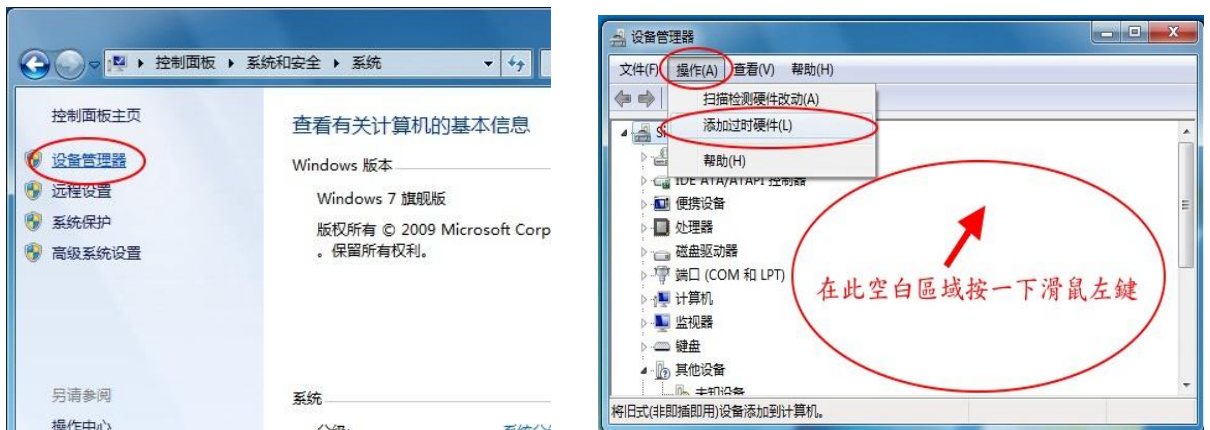 控制面板 ▸ 系统和安全 ▸ 系统
控制面板主页
设备管理器
远程设置
系统保护
高级系统设置
另请参阅
操作中心
查看有关计算机的基本信息
Windows 版本
Windows 7 旗舰版
版权所有 © 2009 Microsoft Corp
。保留所有权利。
系统
分级:
设备管理器
文件(F) 操作(A) 查看(V) 帮助(H)
扫描检测硬件改动(A)
添加过时硬件(L)
帮助(H)
IDE ATA/ATAPI 控制器
便携设备
处理器
磁盘驱动器
端口 (COM 和 LPT)
计算机
监视器
键盘
其他设备
未知设备
在此空白區域按一下滑鼠左鍵
将旧式(非即插即用)设备添加到计算机。